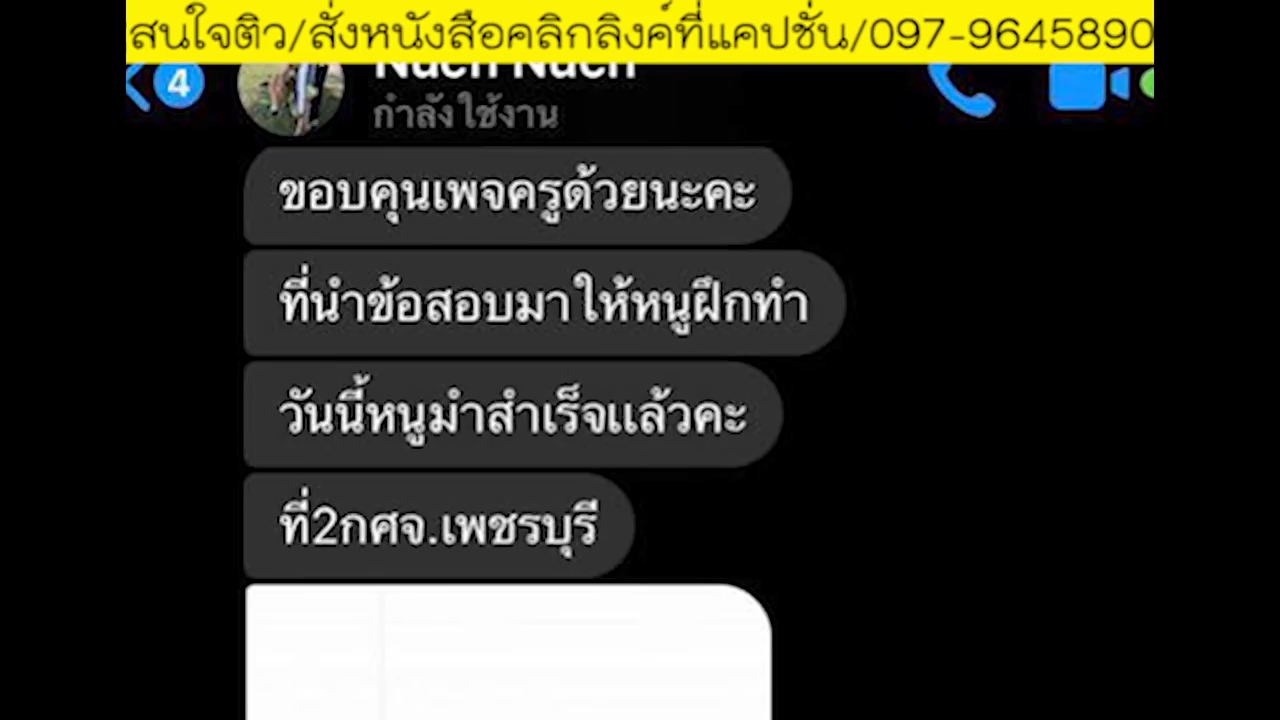 สนใจติว/สั่งหนังสือคลิกลิงค์ที่แคปชั่น/097-9645890
4
กำลังใช้งาน
ขอบคุนเพจครูด้วยนะคะ
ที่นำข้อสอบมาให้หนูฝึกทำ
วันนี้หนูมำสำเร็จแล้วคะ
ที่2กศจ.เพชรบุรี